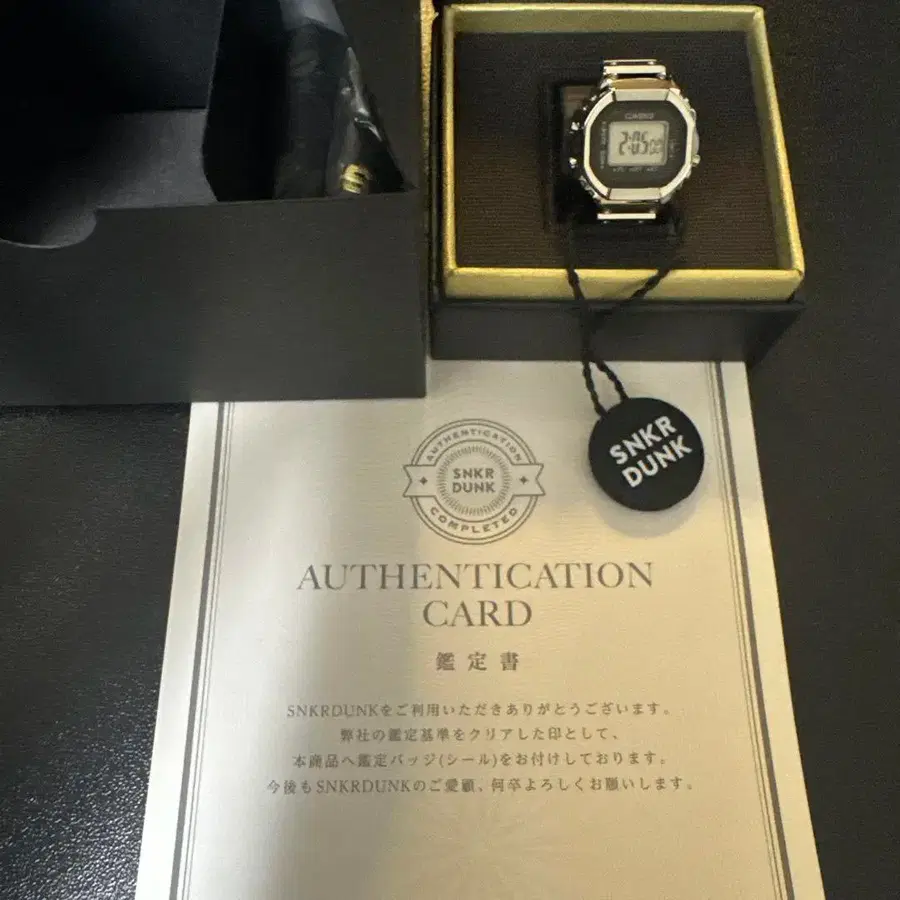 CASIO
2:05 02
SNKR
DUNK
AUTHENTICATION
SNKR
DUNK
COMPLETED
AUTHENTICATION
CARD
鑑定書
SNKRDUNKをご利用いただきありがとうございます。
弊社の鑑定基準をクリアした印として、
本商品へ鑑定バッジ(シール)をお付けしております。
今後もSNKRDUNKのご愛顧、何卒よろしくお願いします。